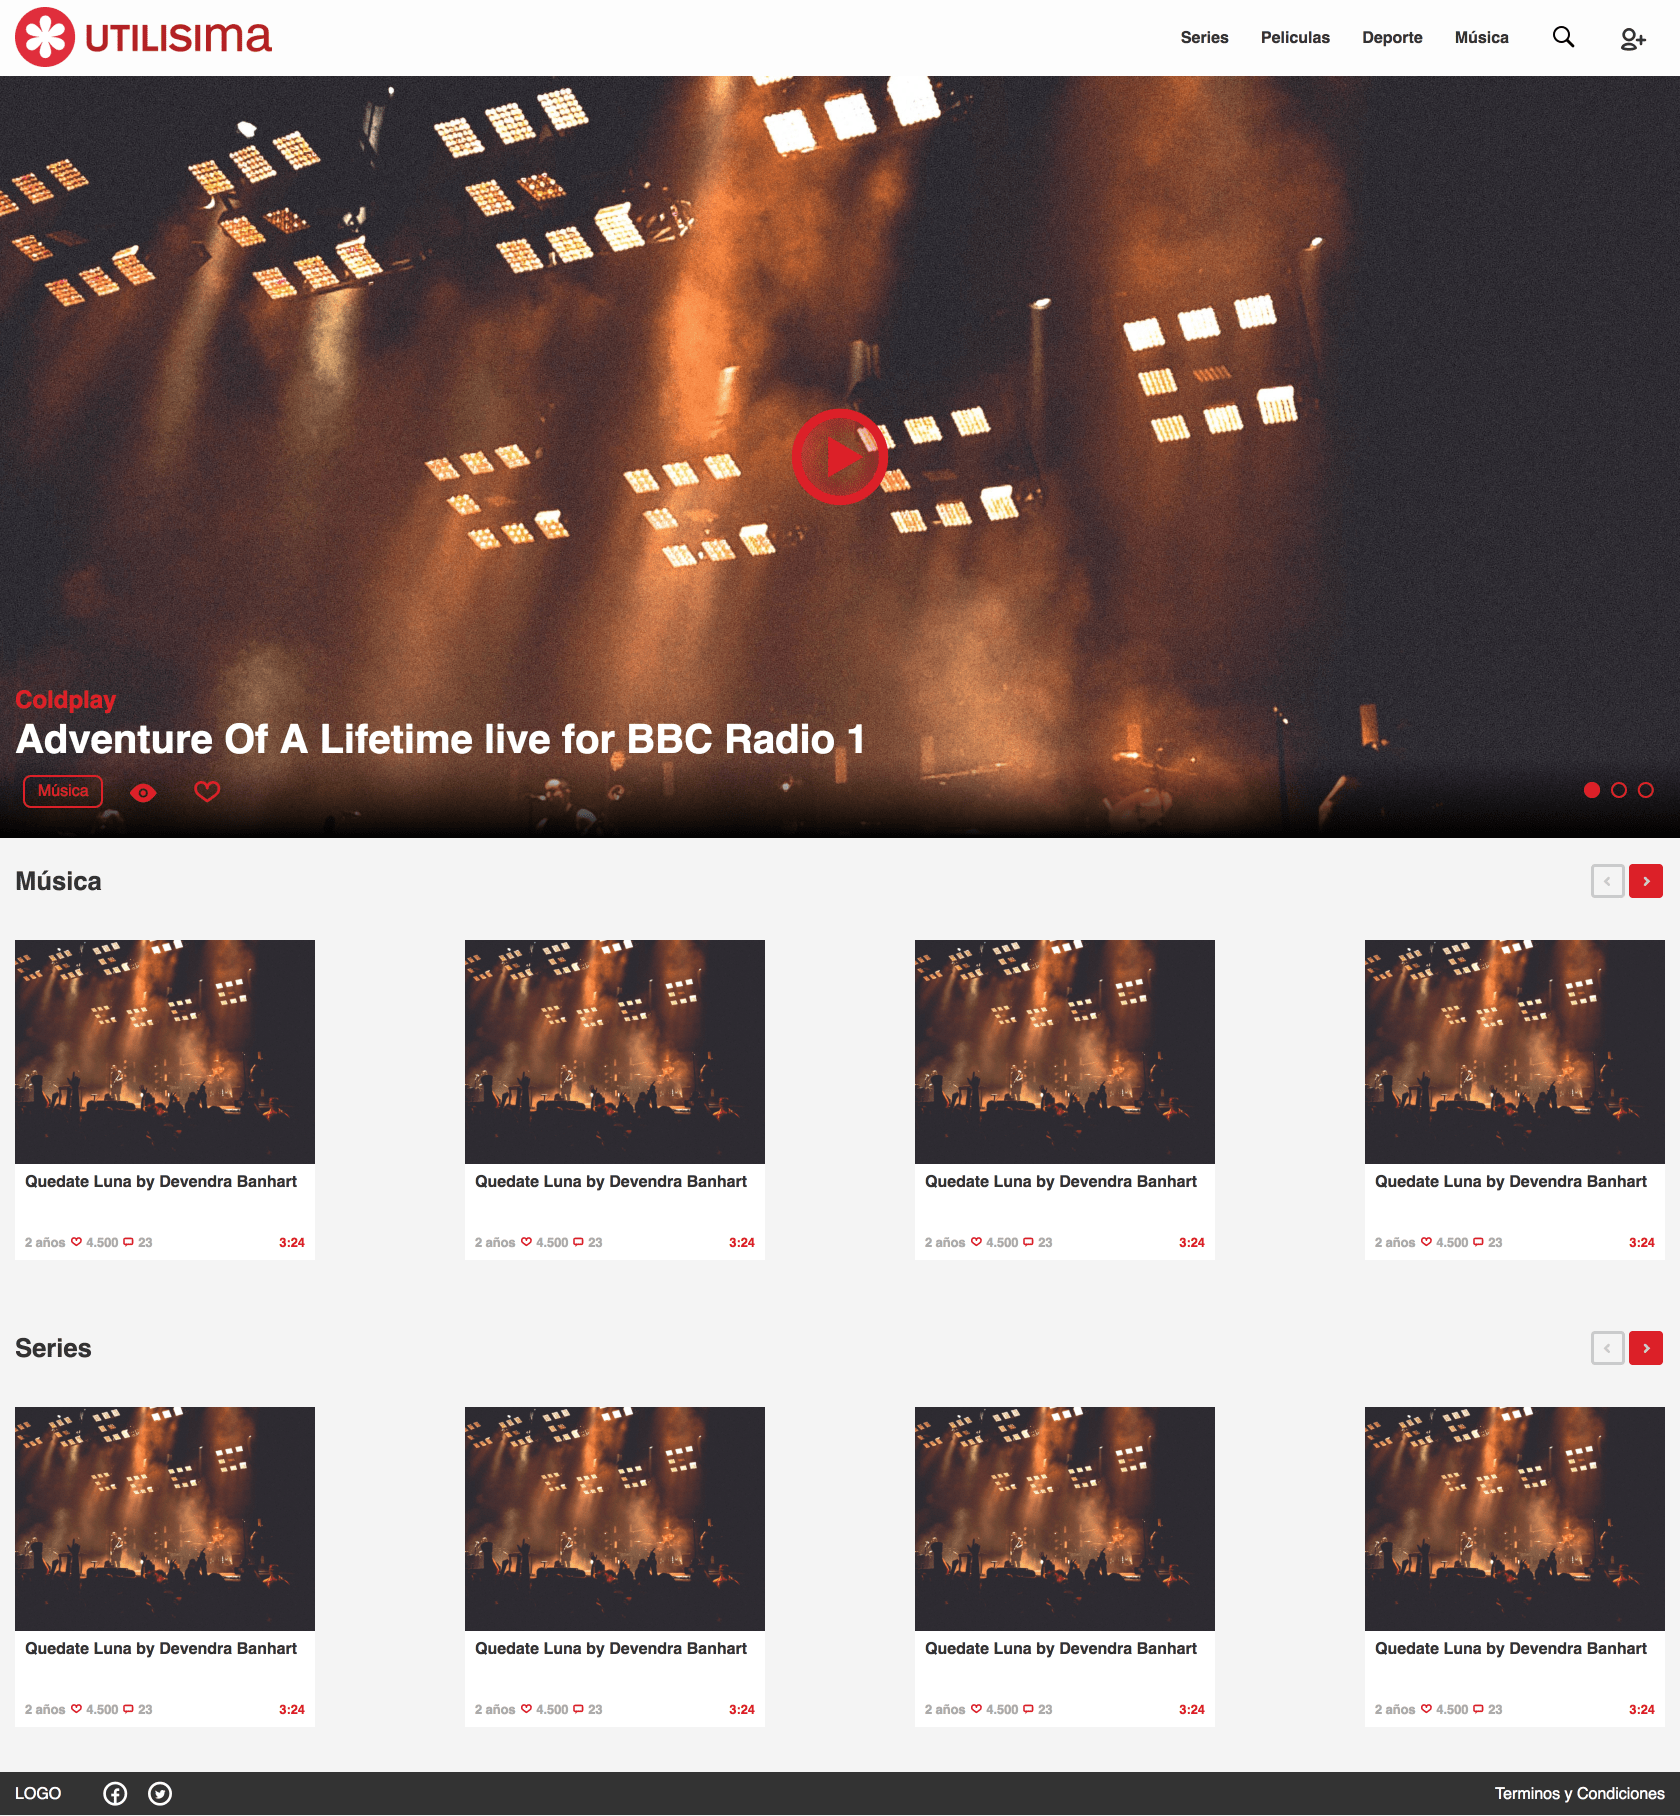 UTILISIMA
Series Peliculas Deporte Música
Coldplay
Adventure Of A Lifetime live for BBC Radio 1
Música
Música
Quedate Luna by Devendra Banhart
2 años 4.500 23 3:24
Quedate Luna by Devendra Banhart
2 años 4.500 23 3:24
Quedate Luna by Devendra Banhart
2 años 4.500 23 3:24
Quedate Luna by Devendra Banhart
2 años 4.500 23 3:24
Series
Quedate Luna by Devendra Banhart
2 años 4.500 23 3:24
Quedate Luna by Devendra Banhart
2 años 4.500 23 3:24
Quedate Luna by Devendra Banhart
2 años 4.500 23 3:24
Quedate Luna by Devendra Banhart
2 años 4.500 23 3:24
LOGO
Terminos y Condiciones